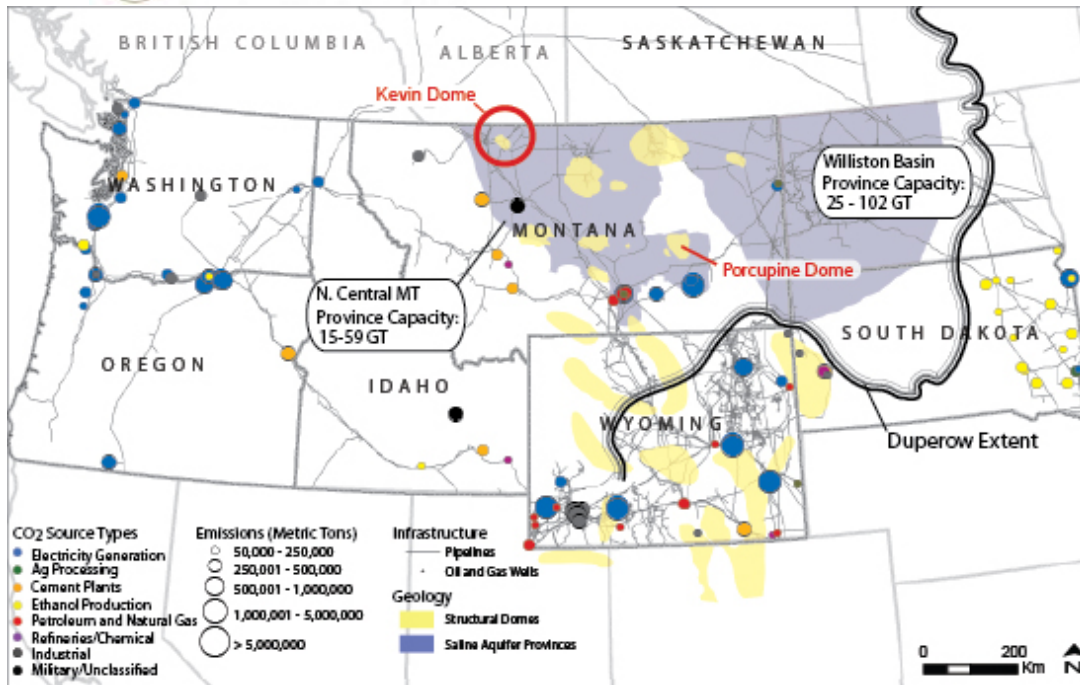 BRITISH COLUMBIA
ALBERTA
SASKATCHEWAN
Kevin Dome
WASHINGTON
MONTANA
Williston Basin
Province Capacity:
25 - 102 GT
Porcupine Dome
N. Central MT
Province Capacity:
15-59 GT
OREGON
IDAHO
SOUTH DAKOTA
WYOMING
Duperow Extent
CO2 Source Types
Electricity Generation
Ag Processing
Cement Plants
Ethanol Production
Petroleum and Natural Gas
Refineries/Chemical
Industrial
Military/Unclassified
Emissions (Metric Tons)
50,000 - 250,000
250,001 - 500,000
500,001 - 1,000,000
1,000,001 - 5,000,000
> 5,000,000
Infrastructure
Pipelines
Oil and Gas Wells
Geology
Structural Domes
Saline Aquifer Provinces
0 200
Km
N